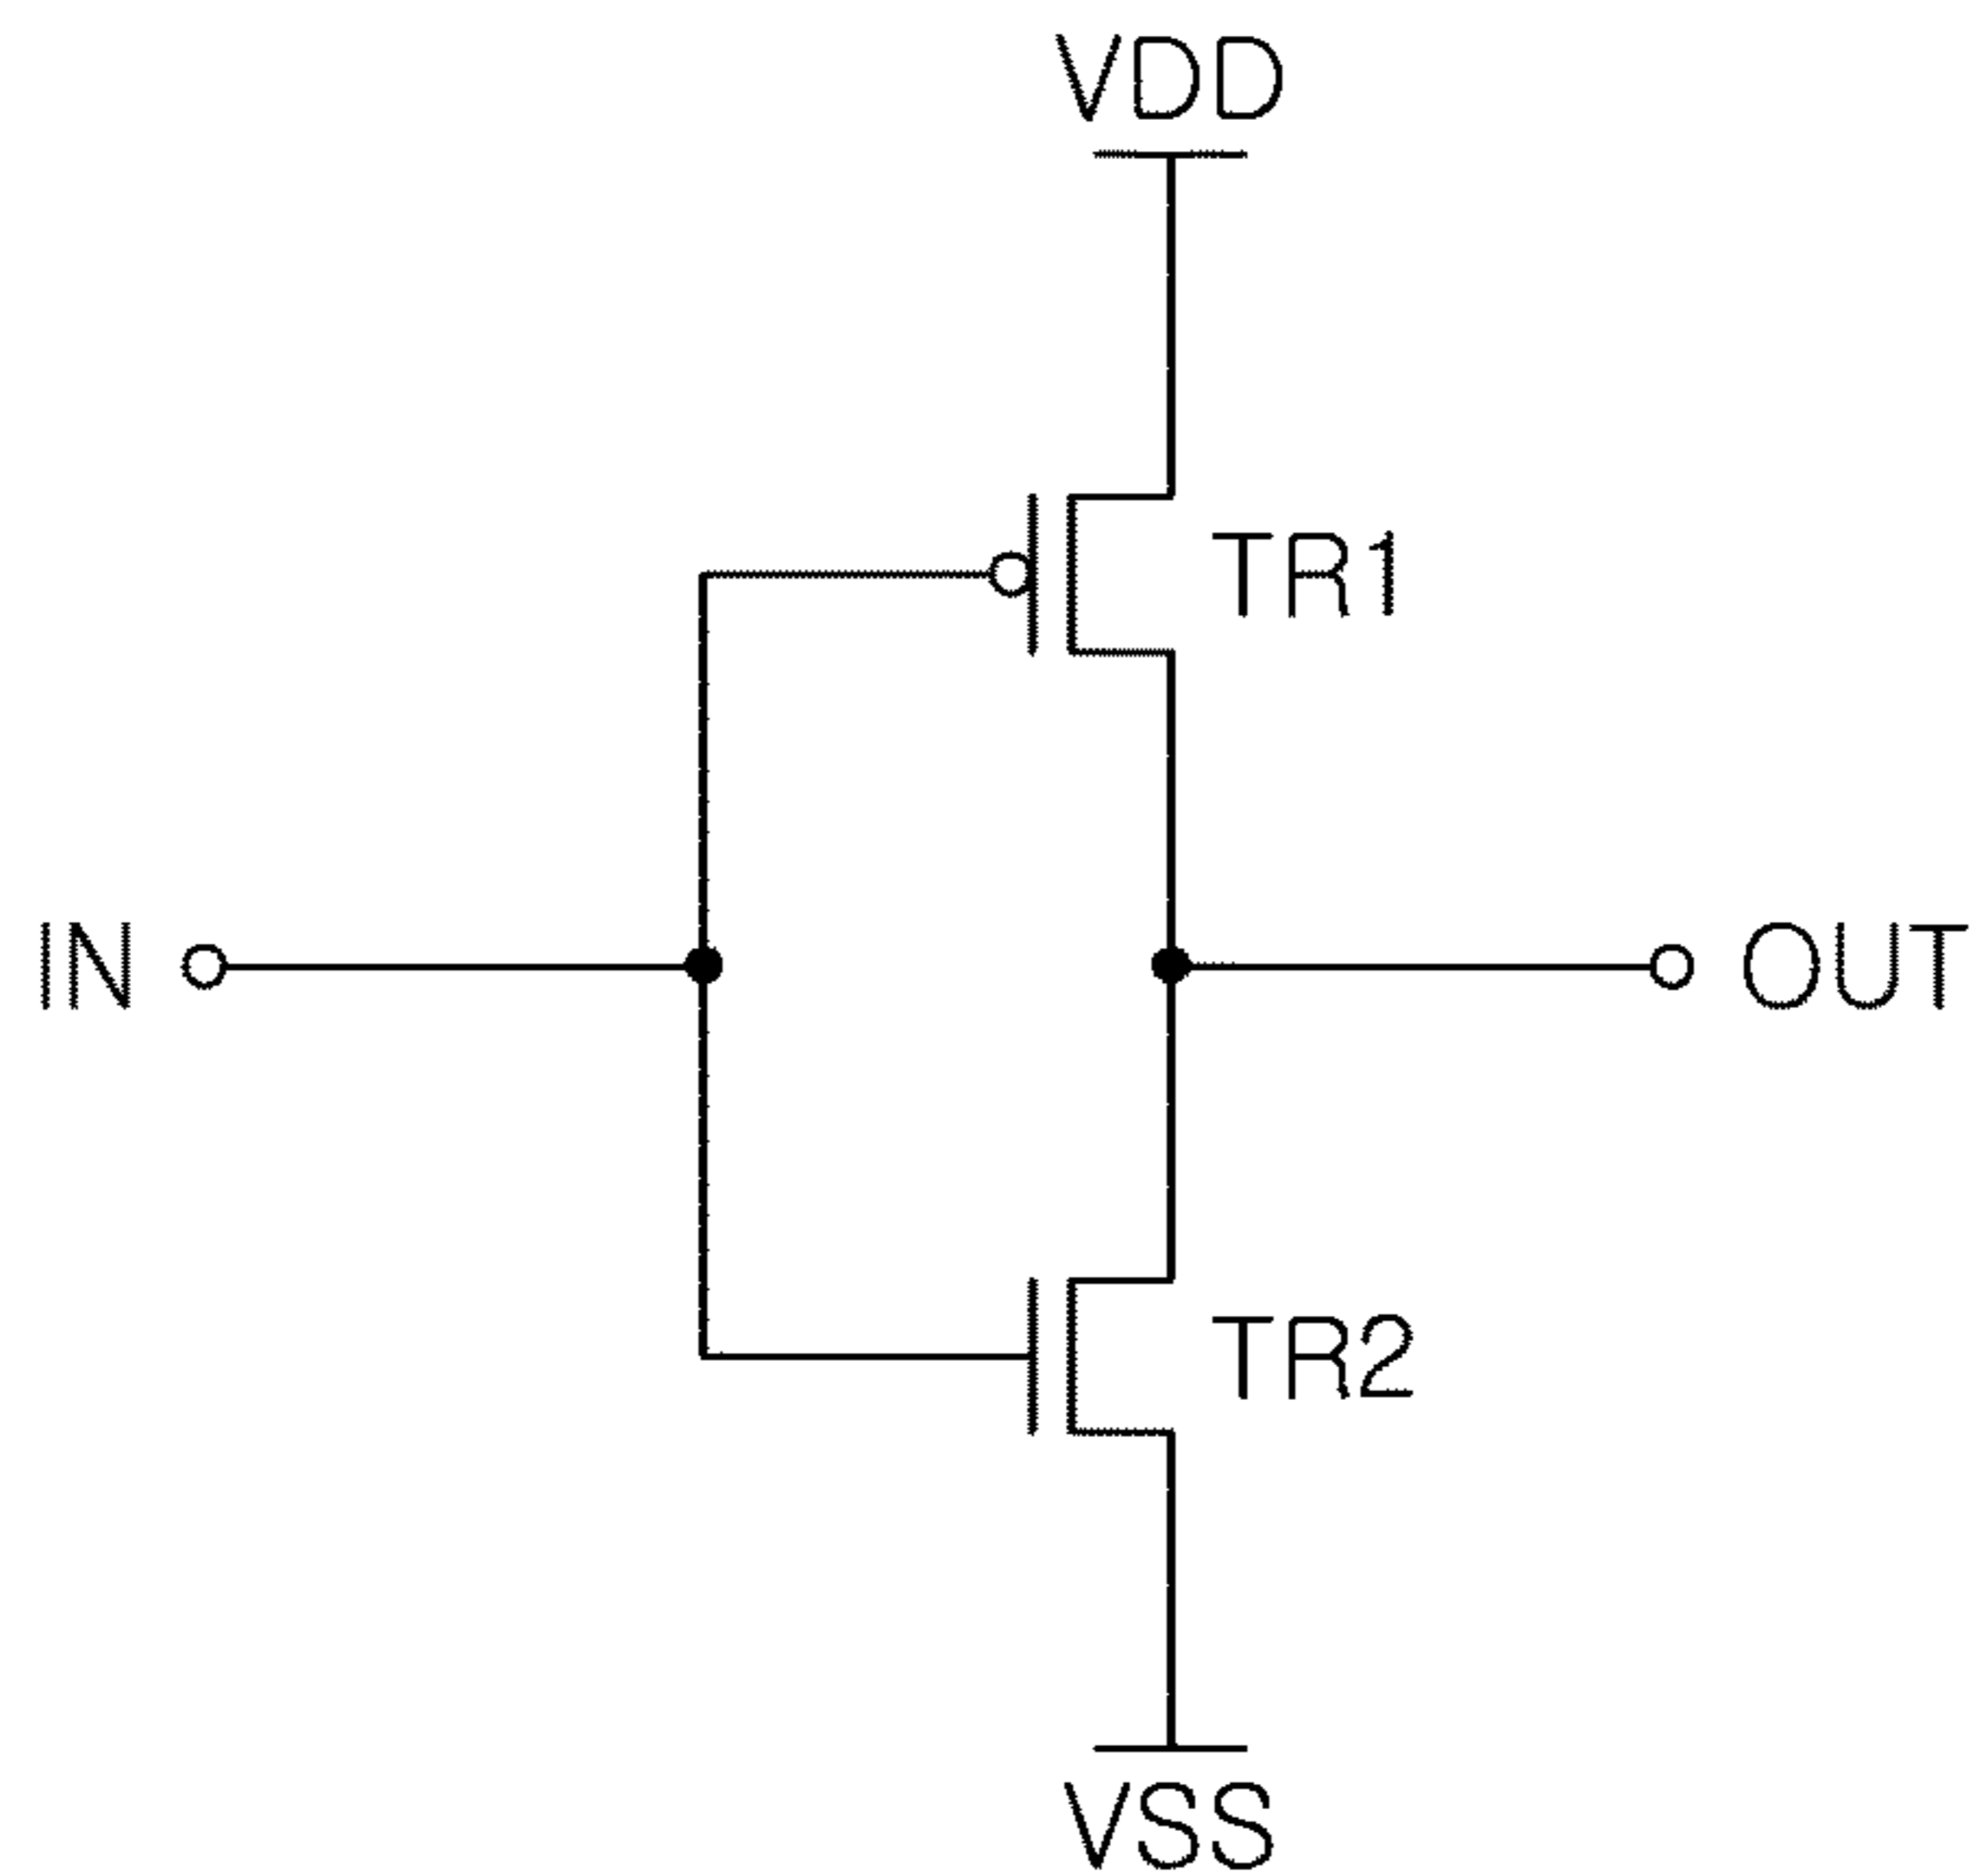 VDD
TR1
IN
OUT
TR2
VSS